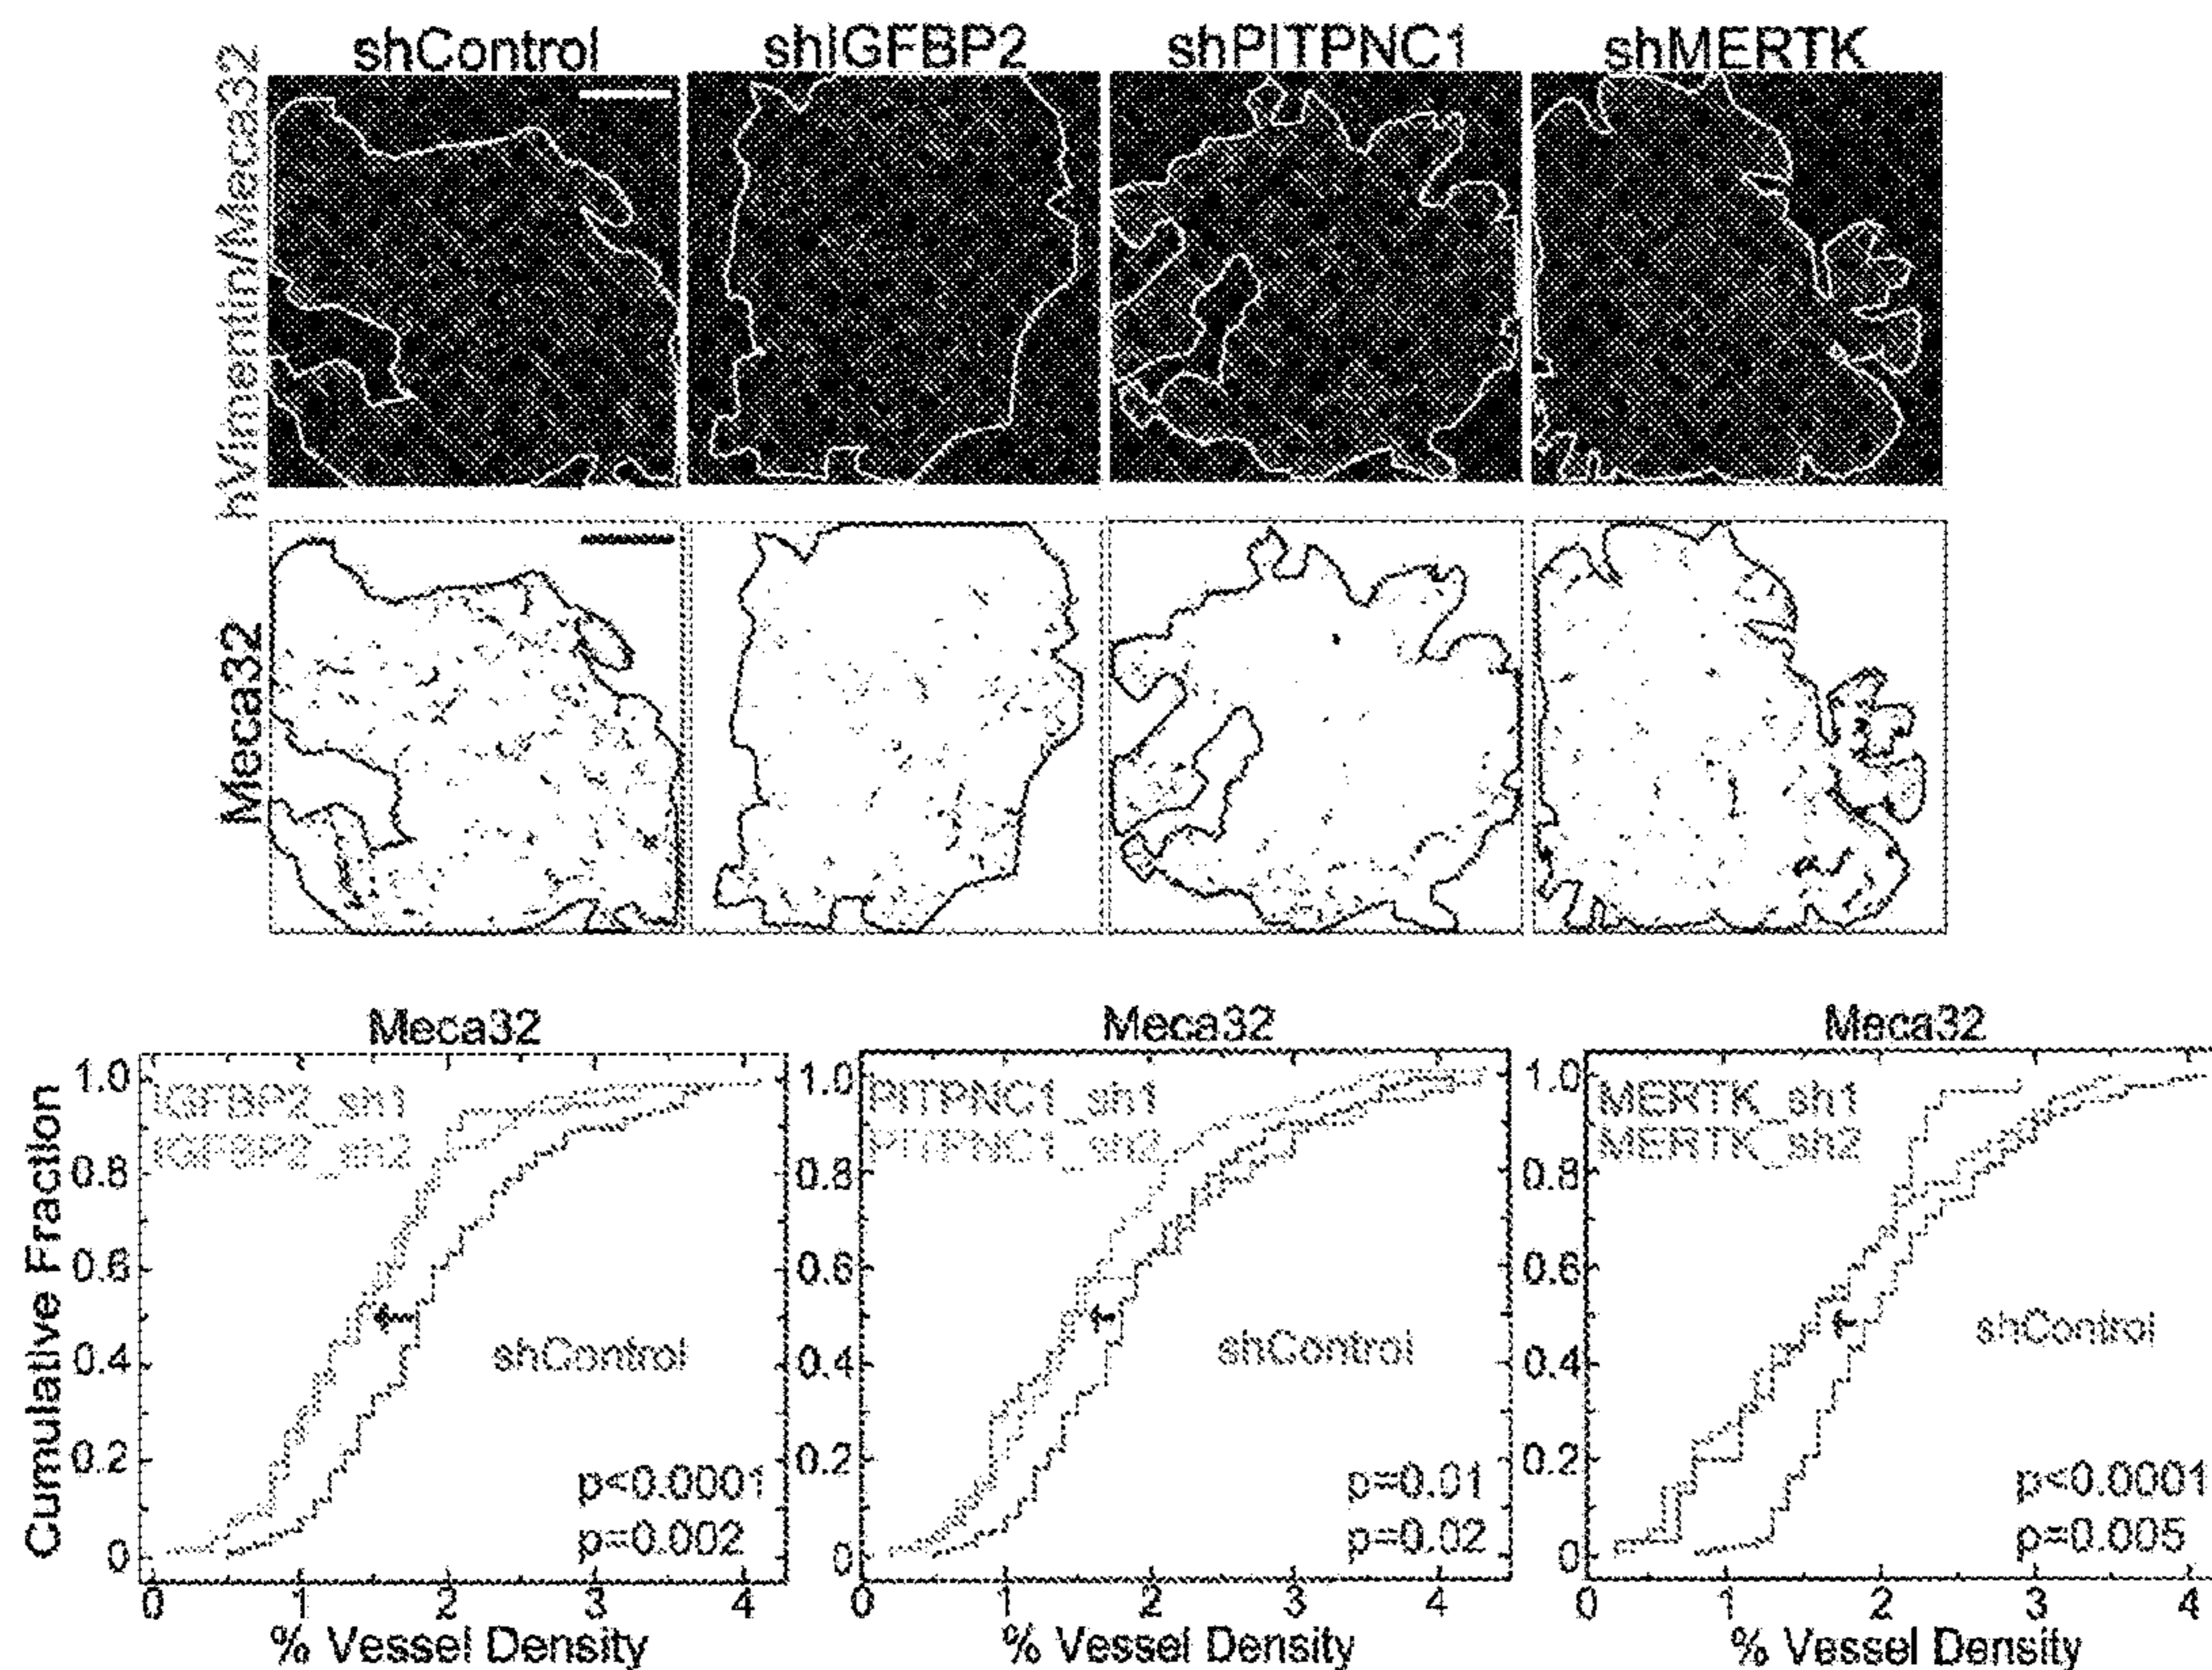 shControl
shIGFBP2
shPITPNC1
shMERTK
hVimentin/Meca32
Meca32
Meca32
Meca32
Meca32
Cumulative Fraction
1.0
0.8
0.6
0.4
0.2
0
IGFBP2_sh1
IGFBP2_sh2
shControl
p<0.0001
p=0.002
0 1 2 3 4
% Vessel Density
1.0
0.8
0.6
0.4
0.2
0
PITPNC1_sh1
PITPNC1_sh2
shControl
p=0.01
p=0.02
0 1 2 3 4
% Vessel Density
1.0
0.8
0.6
0.4
0.2
0
MERTK_sh1
MERTK_sh2
shControl
p<0.0001
p=0.005
0 1 2 3 4
% Vessel Density